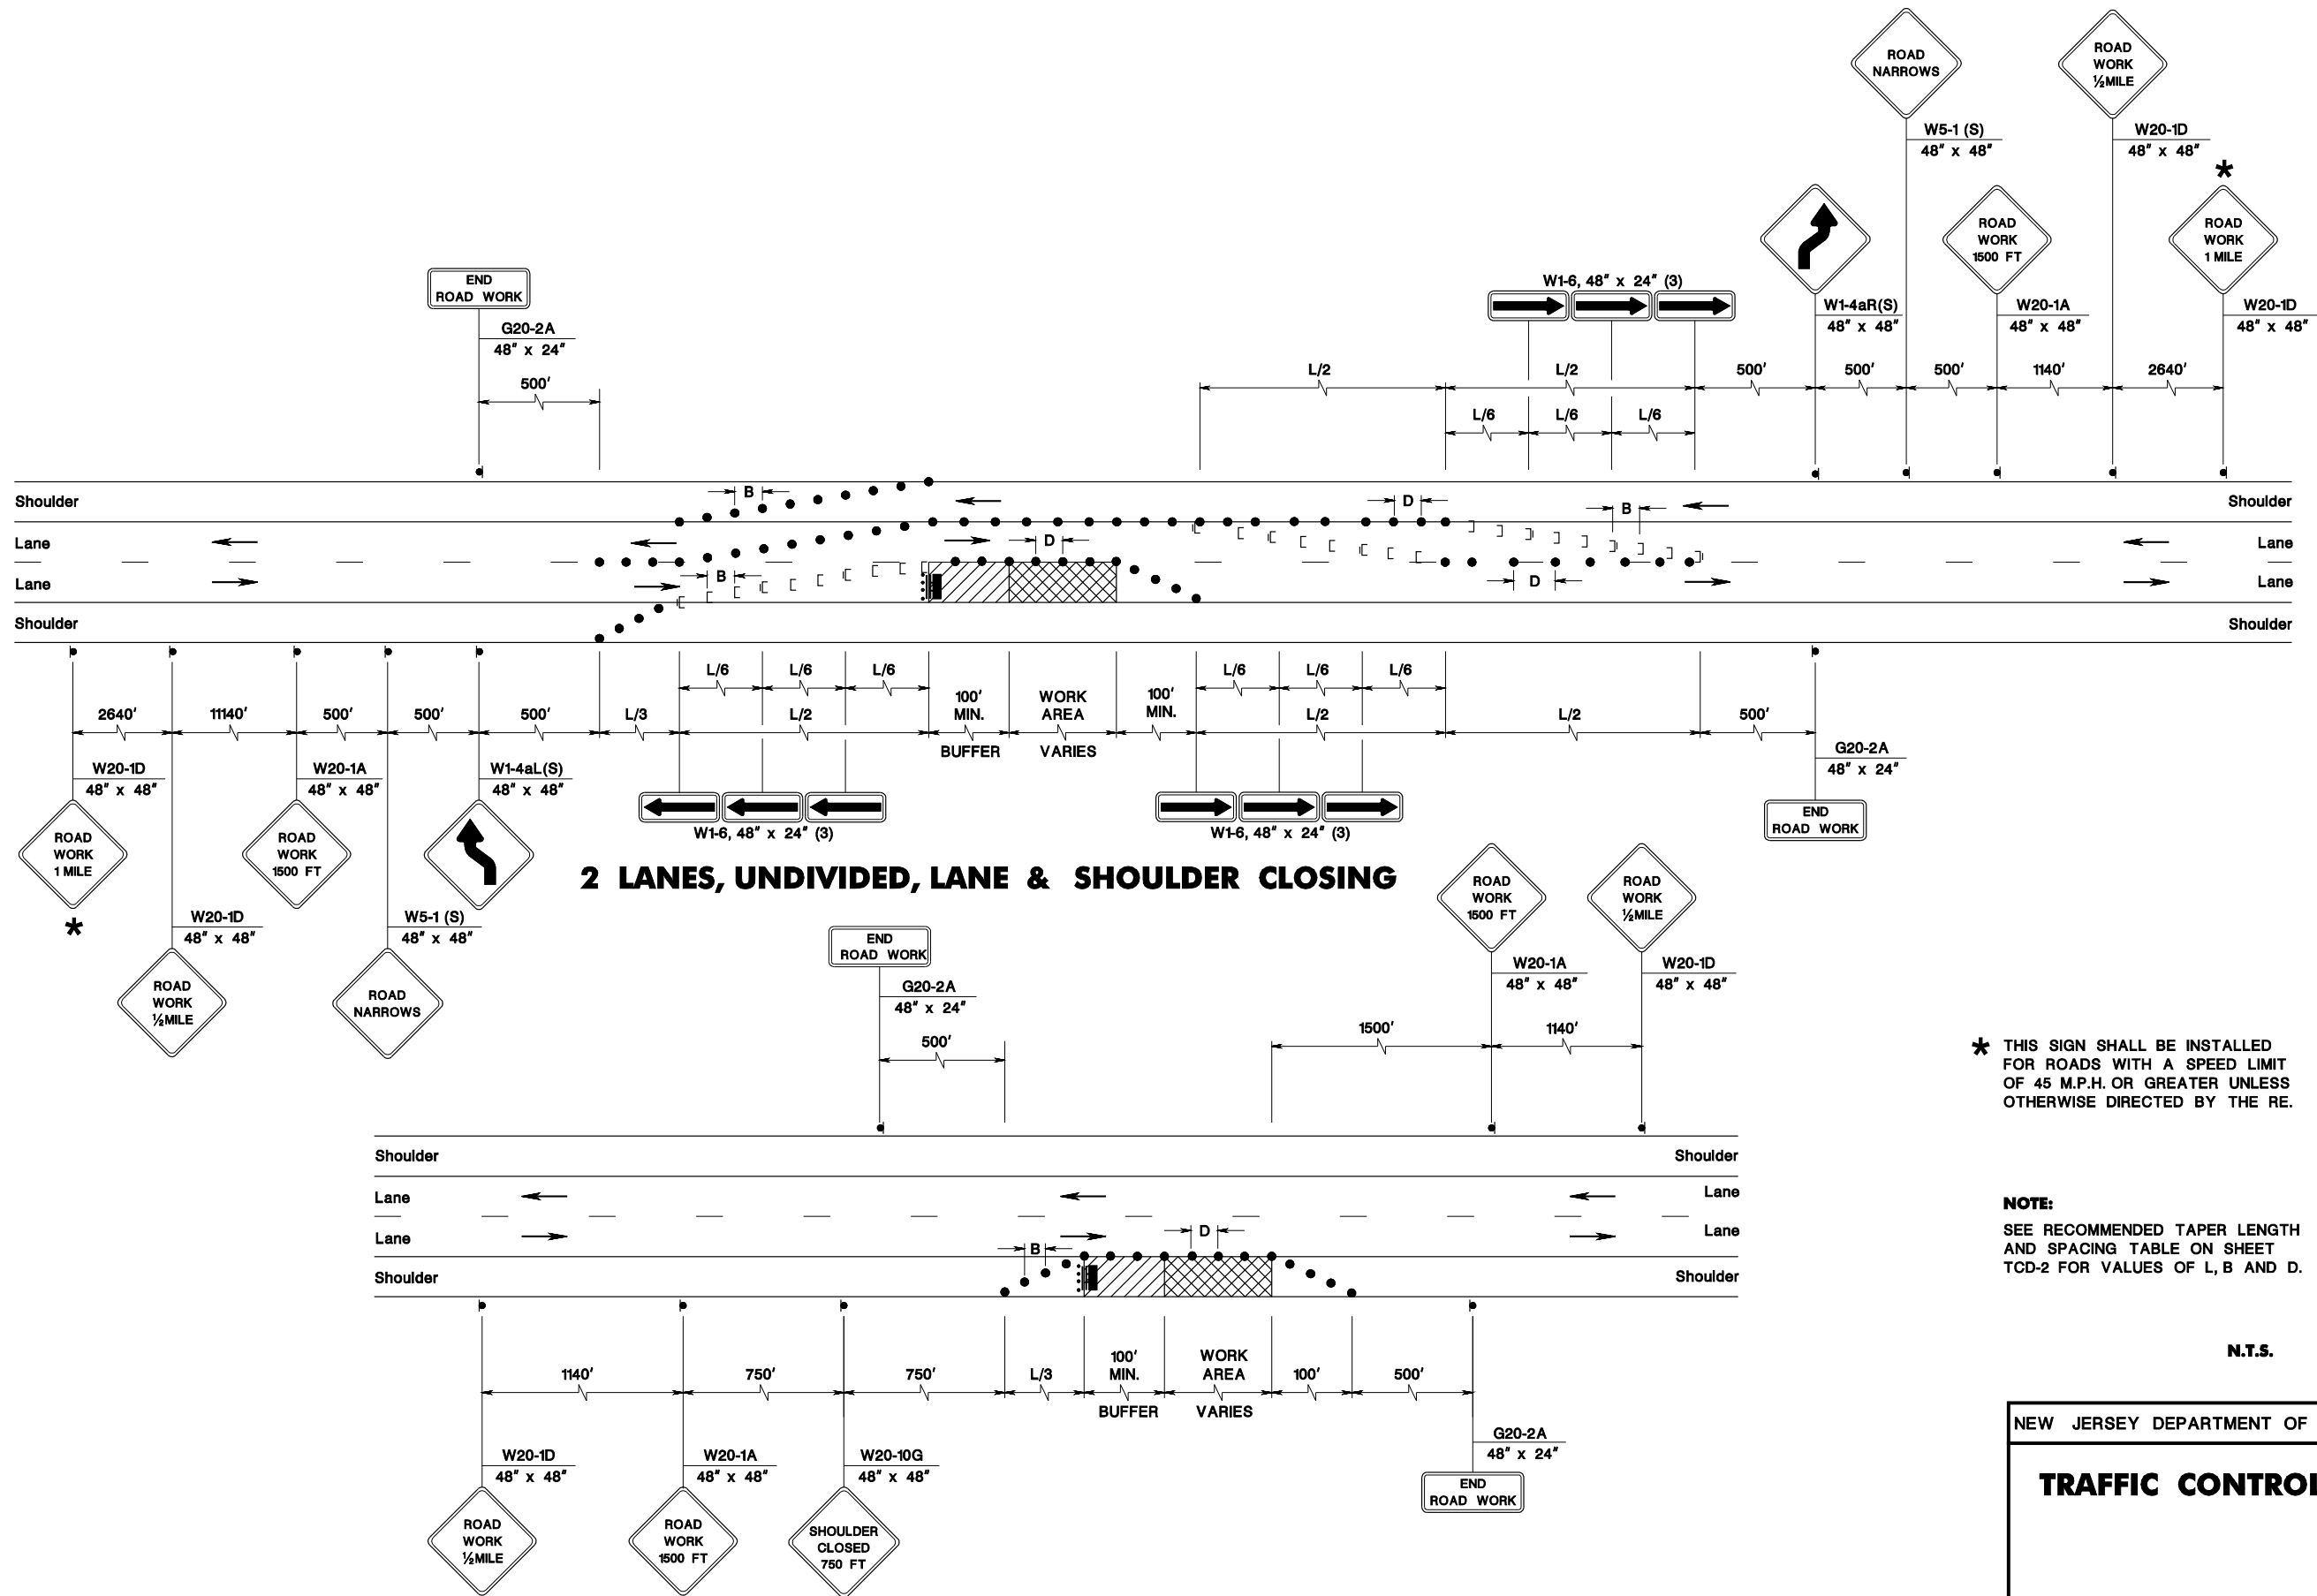 ROAD
NARROWS
ROAD
WORK
½MILE
W5-1 (S)
48" x 48"
W20-1D
48" x 48"
*
ROAD
WORK
1500 FT
ROAD
WORK
1 MILE
W1-6, 48" x 24" (3)
W1-4aR(S)
48" x 48"
W20-1A
48" x 48"
W20-1D
48" x 48"
END
ROAD WORK
G20-2A
48" x 24"
500'
L/2
L/2
500'
500'
500'
1140'
2640'
L/6
L/6
L/6
Shoulder
B
D
B
Shoulder
Lane
D
Lane
Lane
B
D
Lane
Shoulder
Shoulder
L/6
L/6
L/6
L/6
L/6
L/6
2640'
11140'
500'
500'
500'
L/3
L/2
100'
MIN.
BUFFER
WORK
AREA
VARIES
100'
MIN.
L/2
L/2
500'
W20-1D
48" x 48"
W20-1A
48" x 48"
W1-4aL(S)
48" x 48"
G20-2A
48" x 24"
ROAD
WORK
1 MILE
*
ROAD
WORK
1500 FT
W1-6, 48" x 24" (3)
W1-6, 48" x 24" (3)
END
ROAD WORK
2 LANES, UNDIVIDED, LANE & SHOULDER CLOSING
W20-1D
48" x 48"
W5-1 (S)
48" x 48"
ROAD
WORK
½MILE
ROAD
NARROWS
END
ROAD WORK
G20-2A
48" x 24"
500'
ROAD
WORK
1500 FT
ROAD
WORK
½MILE
W20-1A
48" x 48"
W20-1D
48" x 48"
1500'
1140'
* THIS SIGN SHALL BE INSTALLED
FOR ROADS WITH A SPEED LIMIT
OF 45 M.P.H. OR GREATER UNLESS
OTHERWISE DIRECTED BY THE RE.
Shoulder
Shoulder
Lane
Lane
Lane
D
Lane
B
Shoulder
Shoulder
NOTE:
SEE RECOMMENDED TAPER LENGTH
AND SPACING TABLE ON SHEET
TCD-2 FOR VALUES OF L, B AND D.
N.T.S.
1140'
750'
750'
L/3
100'
MIN.
BUFFER
WORK
AREA
VARIES
100'
500'
W20-1D
48" x 48"
W20-1A
48" x 48"
W20-10G
48" x 48"
G20-2A
48" x 24"
ROAD
WORK
½MILE
ROAD
WORK
1500 FT
SHOULDER
CLOSED
750 FT
END
ROAD WORK
NEW JERSEY DEPARTMENT OF
TRAFFIC CONTROL